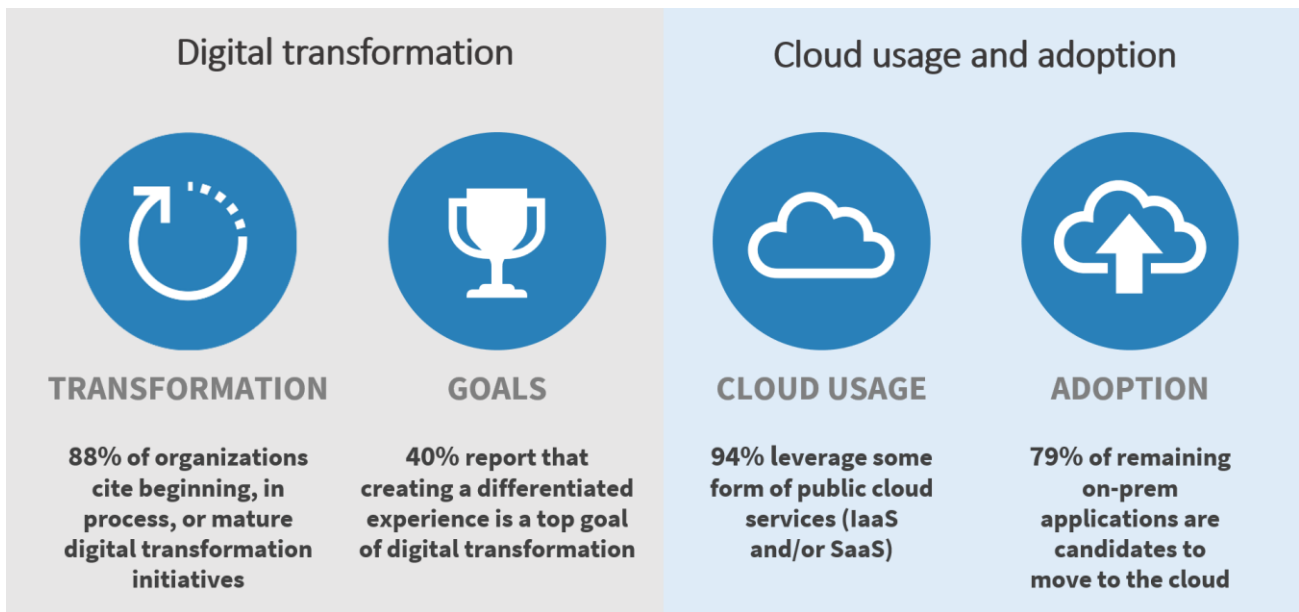 Digital transformation
TRANSFORMATION
88% of organizations
cite beginning, in
process, or mature
digital transformation
initiatives
GOALS
40% report that
creating a differentiated
experience is a top goal
of digital transformation
Cloud usage and adoption
CLOUD USAGE
94% leverage some
form of public cloud
services (IaaS
and/or SaaS)
ADOPTION
79% of remaining
on-prem
applications are
candidates to
move to the cloud